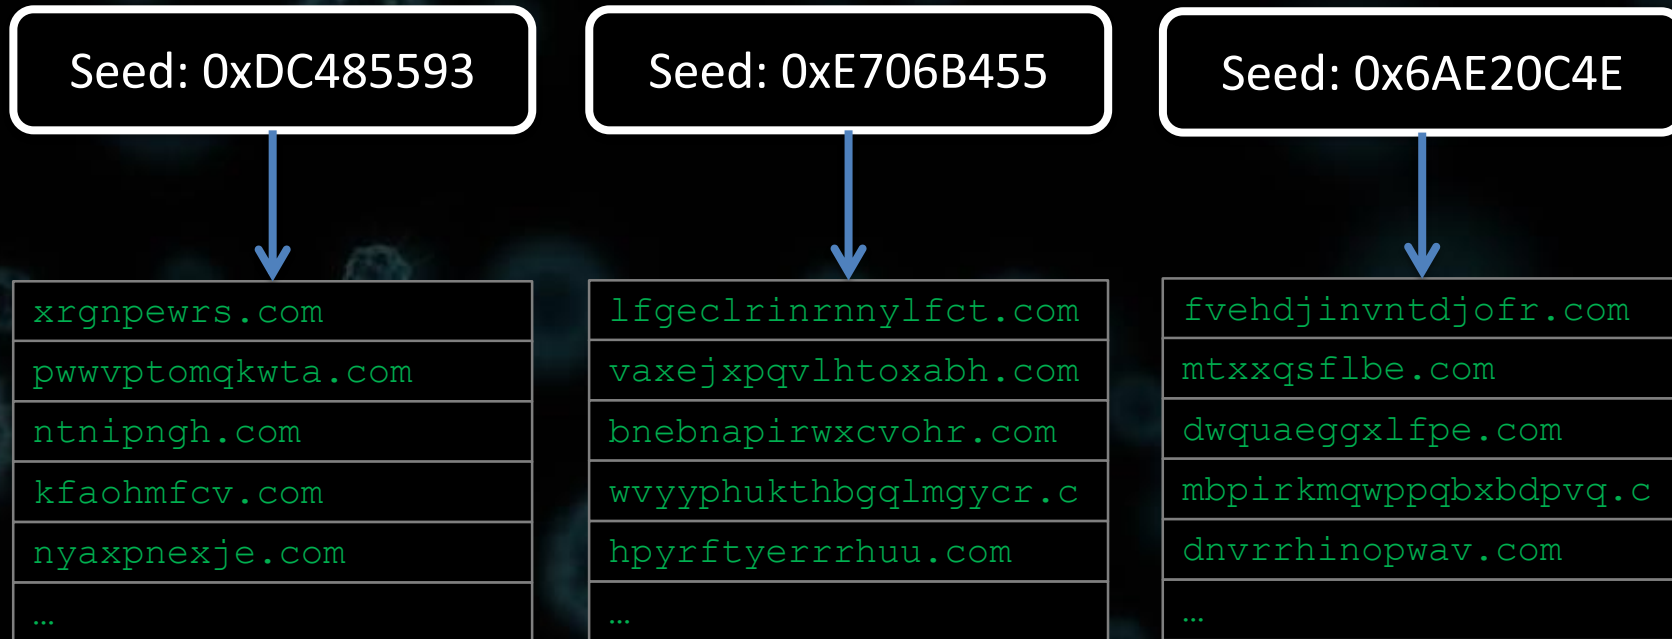 Seed: 0xDC485593
xrgnpewrs.com
pwwvptomqkwta.com
ntnipngh.com
kfaohmfcv.com
nyaxpnexje.com
…
Seed: 0xE706B455
lfgeclrinrnnylfct.com
vaxejxpqvlhtoxabh.com
bnebnapirwxcvohr.com
wvyyphukthbgqlmgycr.c
hpyrftyerrrhuu.com
…
Seed: 0x6AE20C4E
fvehdjinvntdjofr.com
mtxxqsflbe.com
dwquaeggxlfpe.com
mbpirkmqwppqbxbdpvq.c
dnvrrhinopwav.com
…